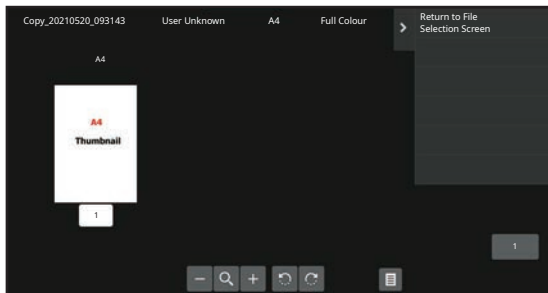 Copy_20210520_093143 User Unknown A4 Full Colour
Return to File
Selection Screen
A4
A4
Thumbnail
1
1